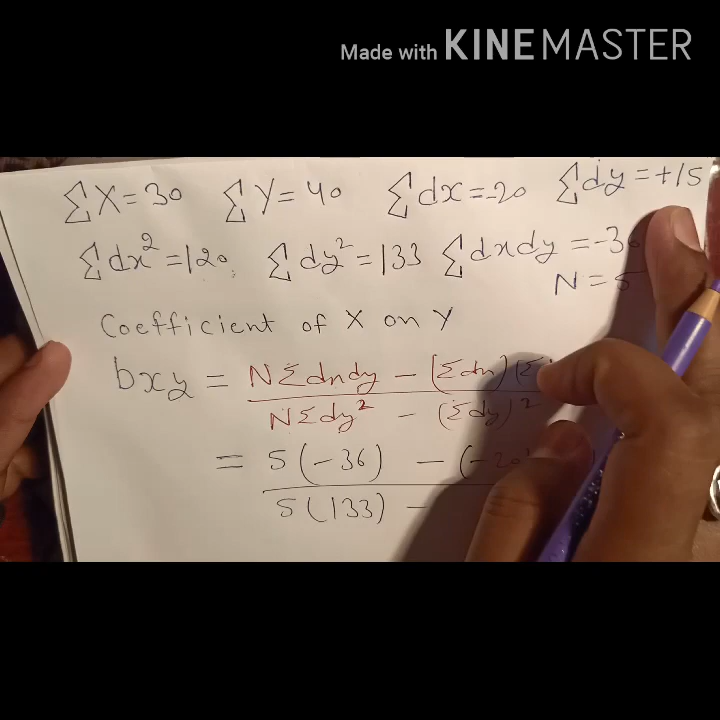 Made with KINEMASTER
ΣX=30 ΣY=40 Σdx=-20 Σdy=+15
Σdx²=120 Σdy²=133 Σdxdy=-3
N=5
Coefficient of X on Y
bxy = NΣdxdy - (Σdx)(Σ
NΣdy² - (Σdy)²
= 5(-36) - (-20
5(133) -